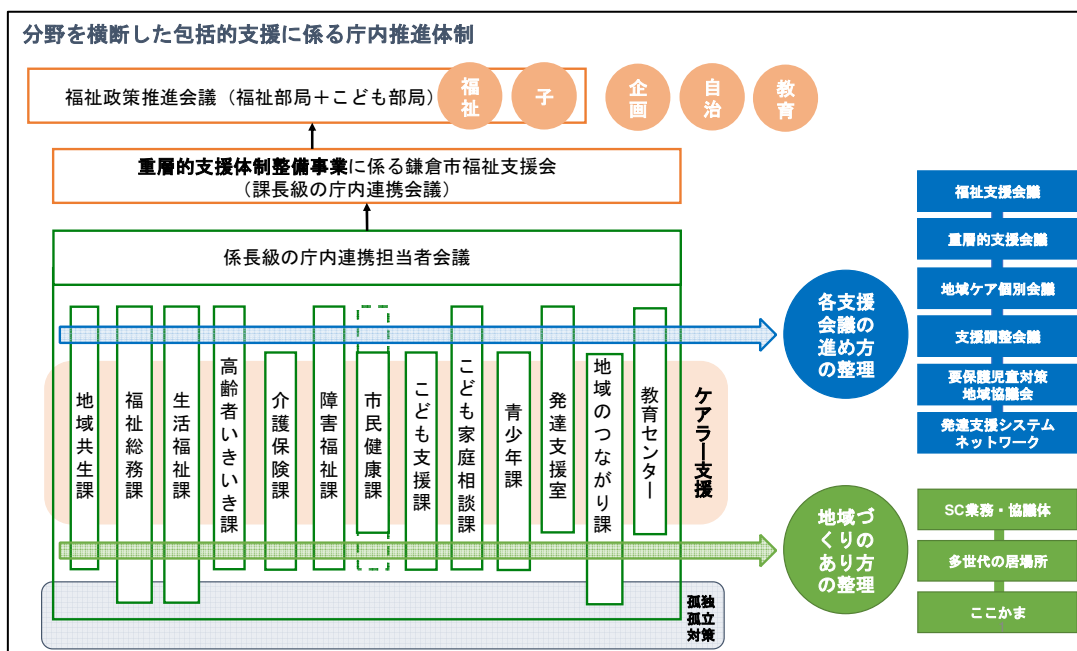 分野を横断した包括的支援に係る庁内推進体制
福祉政策推進会議（福祉部局＋こども部局）
福祉
子
企画
自治
教育
重層的支援体制整備事業に係る鎌倉市福祉支援会
（課長級の庁内連携会議）
係長級の庁内連携担当者会議
地域共生課
福祉総務課
生活福祉課
高齢者いきいき課
介護保険課
障害福祉課
市民健康課
こども支援課
こども家庭相談課
青少年課
発達支援室
地域のつながり課
教育センター
ケアラー支援
孤独
孤立
対策
各支援
会議の
進め方
の整理
福祉支援会議
重層的支援会議
地域ケア個別会議
支援調整会議
要保護児童対策
地域協議会
発達支援システム
ネットワーク
地域づ
くりの
あり方
の整理
SC業務・協議体
多世代の居場所
ここかま